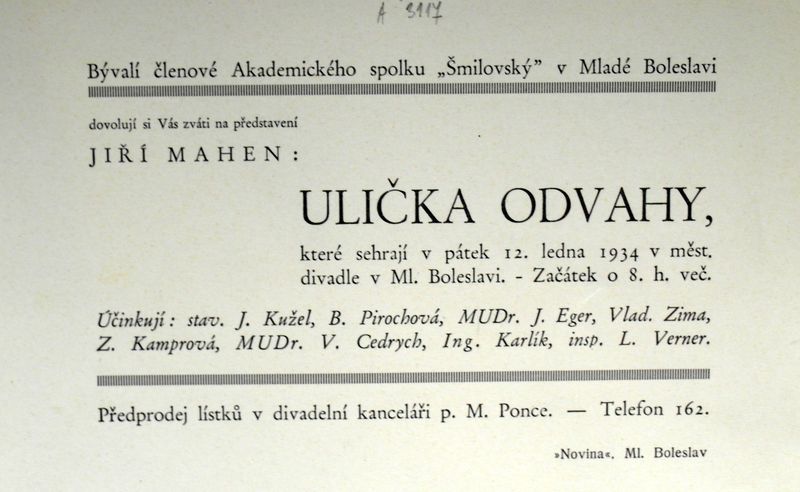 A 3117
Bývalí členové Akademického spolku „Šmilovský” v Mladé Boleslavi
dovolují si Vás zváti na představení
JIŘÍ MAHEN:
ULIČKA ODVAHY,
které sehrají v pátek 12. ledna 1934 v měst.
divadle v Ml. Boleslavi. - Začátek o 8. h. več.
Účinkují: stav. J. Kužel, B. Pirochová, MUDr. J. Eger, Vlad. Zima,
Z. Kamprová, MUDr. V. Cedrych, Ing. Karlík, insp. L. Verner.
Předprodej lístků v divadelní kanceláři p. M. Ponce. — Telefon 162.
»Novina«. Ml. Boleslav